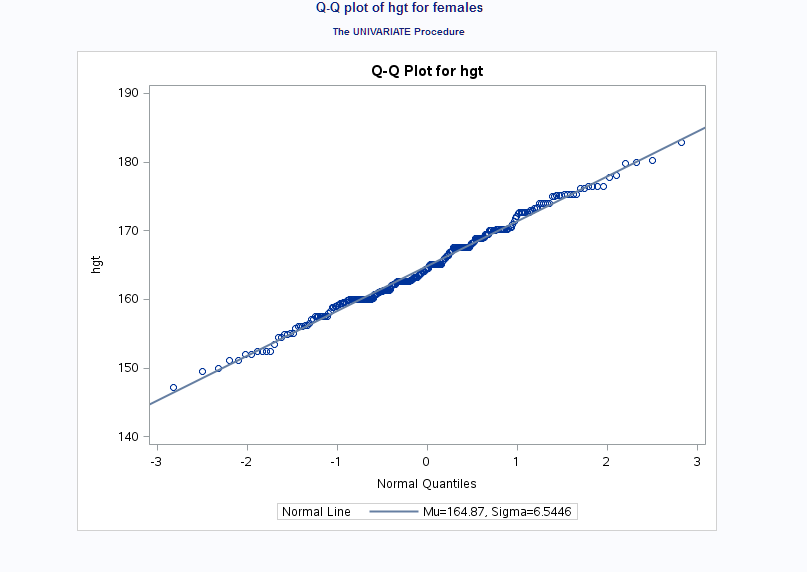 Q-Q plot of hgt for females
The UNIVARIATE Procedure
Q-Q Plot for hgt
190
180
170
160
150
140
hgt
-3 -2 -1 0 1 2 3
Normal Quantiles
Normal Line Mu=164.87, Sigma=6.5446